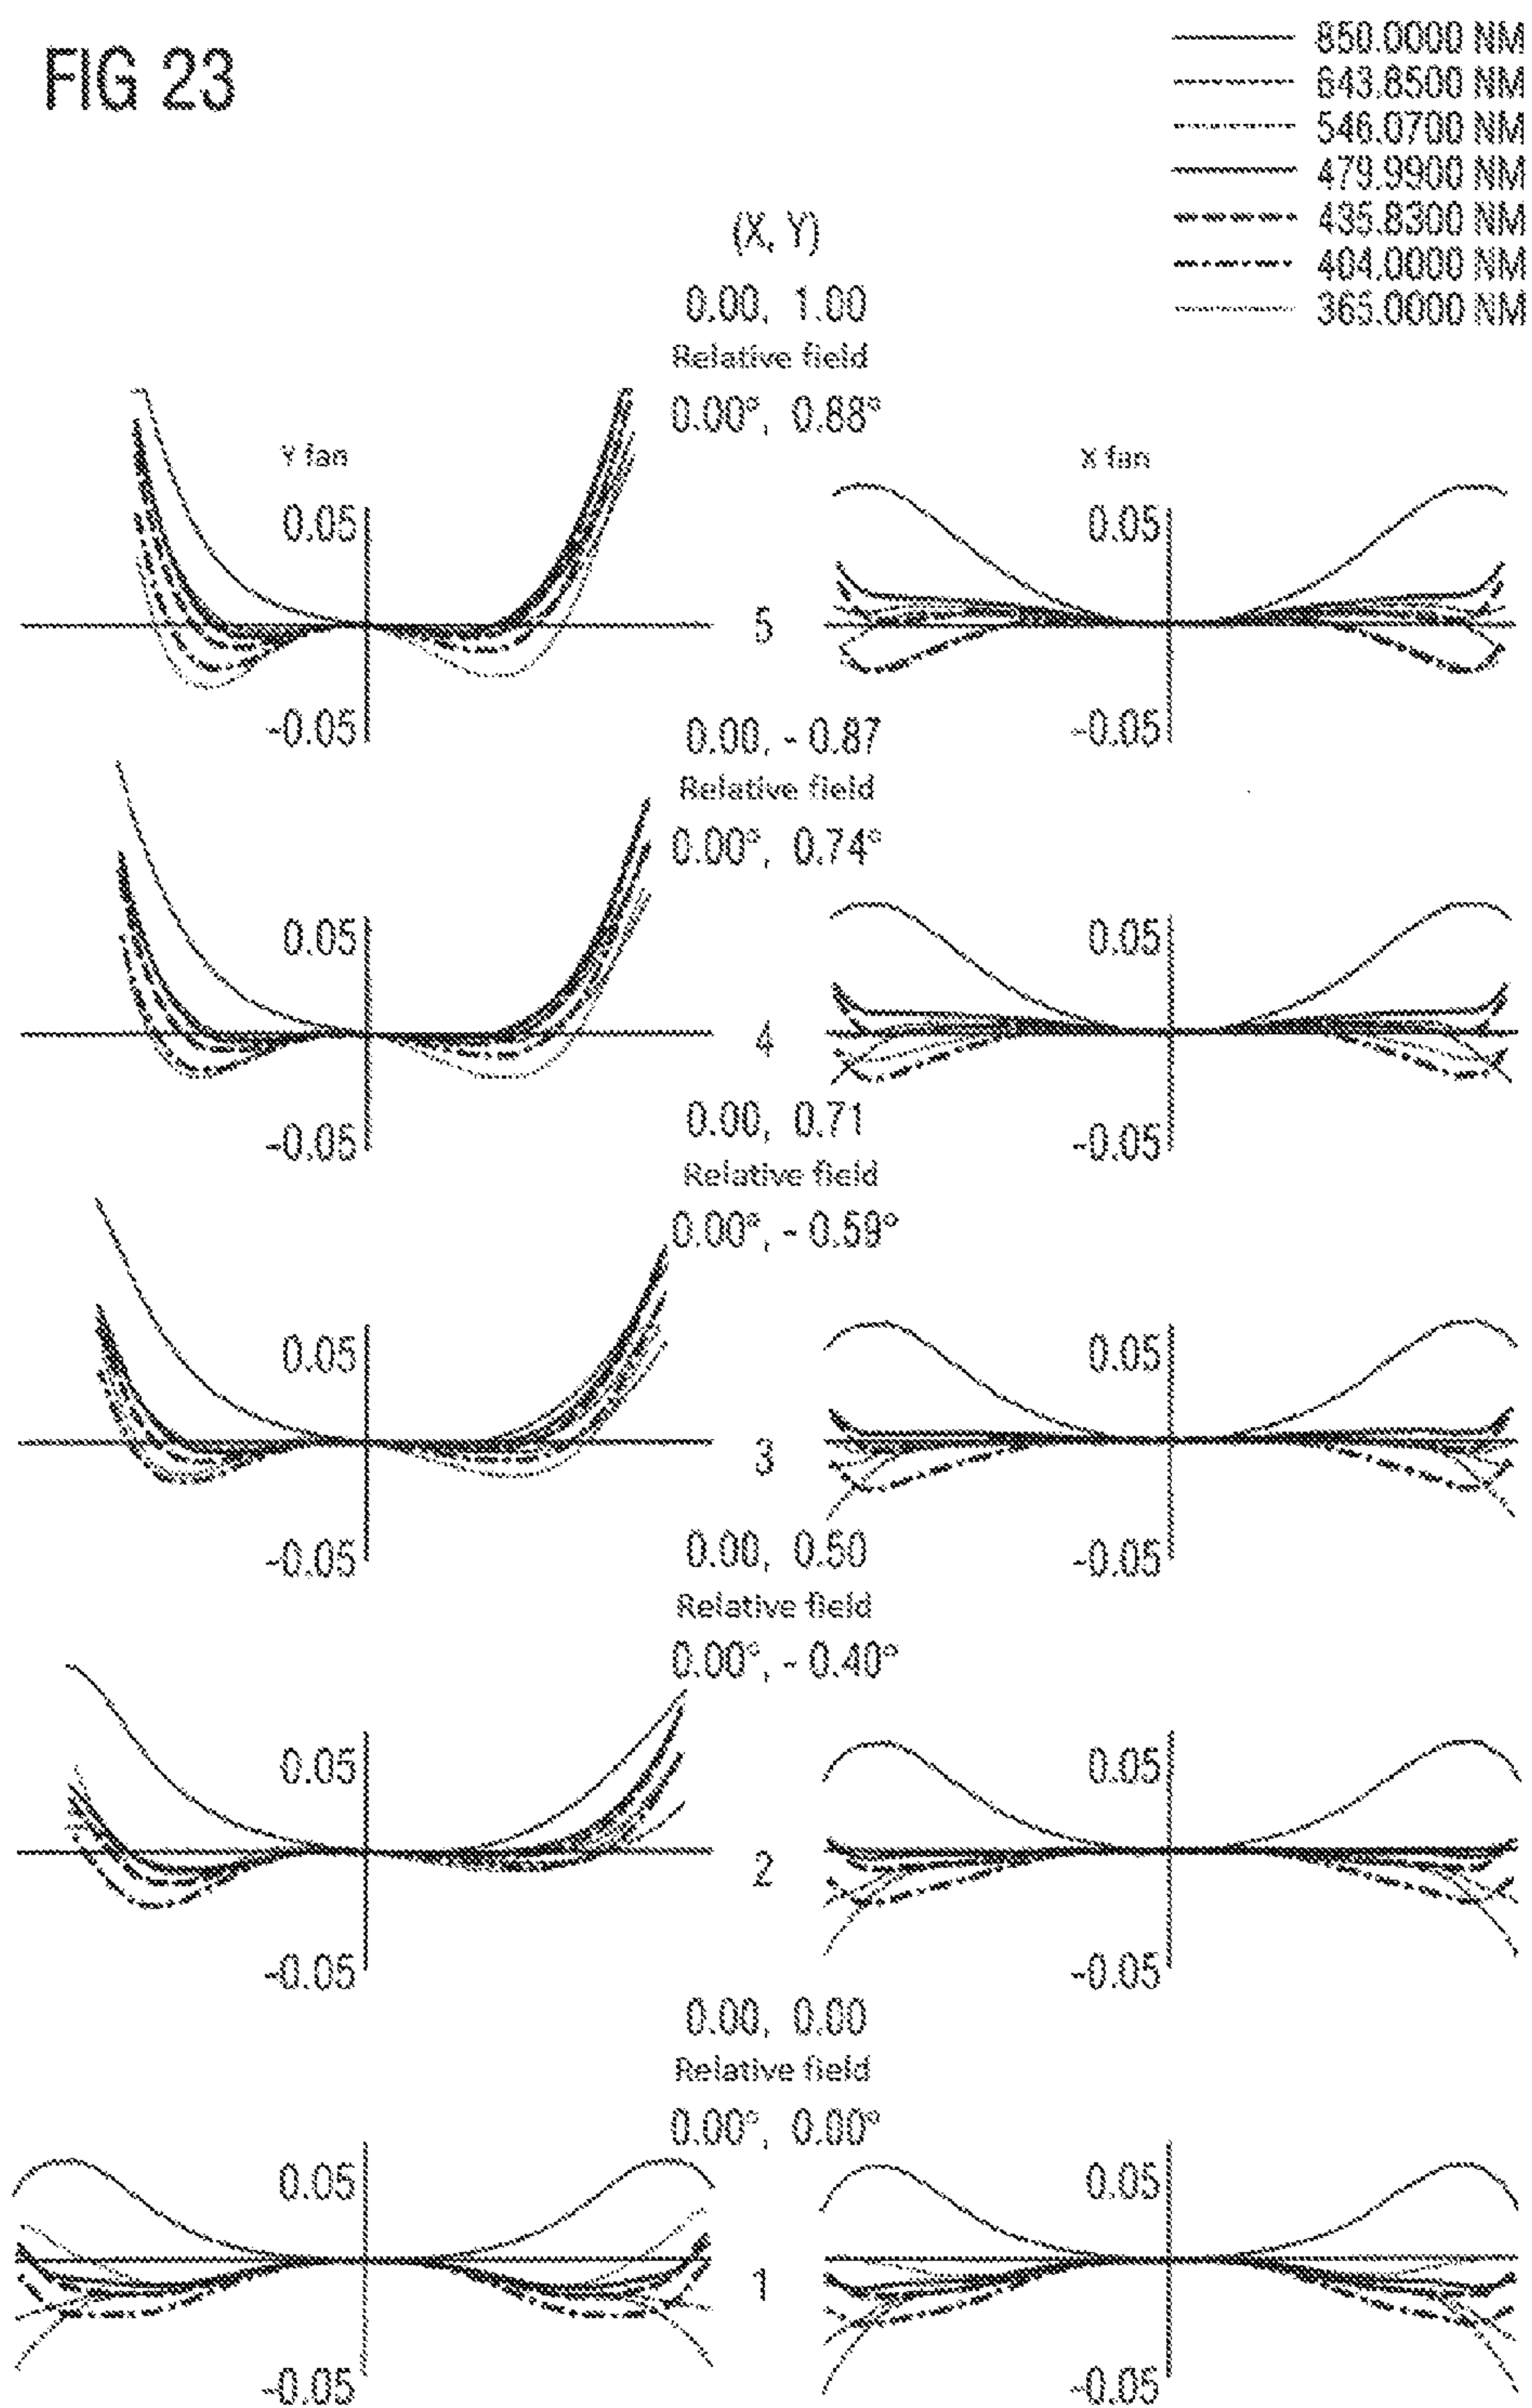 FIG 23
850.0000 NM
643.8500 NM
546.0700 NM
479.9900 NM
435.8300 NM
404.0000 NM
365.0000 NM
(X, Y)
0.00, 1.00
Relative field
0.00°, 0.88°
Y fan
X fan
0.05
0.05
5
-0.05
-0.05
0.00, - 0.87
Relative field
0.00°, 0.74°
0.05
0.05
4
-0.05
-0.05
0.00, 0.71
Relative field
0.00°, - 0.59°
0.05
0.05
3
-0.05
-0.05
0.00, 0.50
Relative field
0.00°, - 0.40°
0.05
0.05
2
-0.05
-0.05
0.00, 0.00
Relative field
0.00°, 0.00°
0.05
0.05
1
-0.05
-0.05